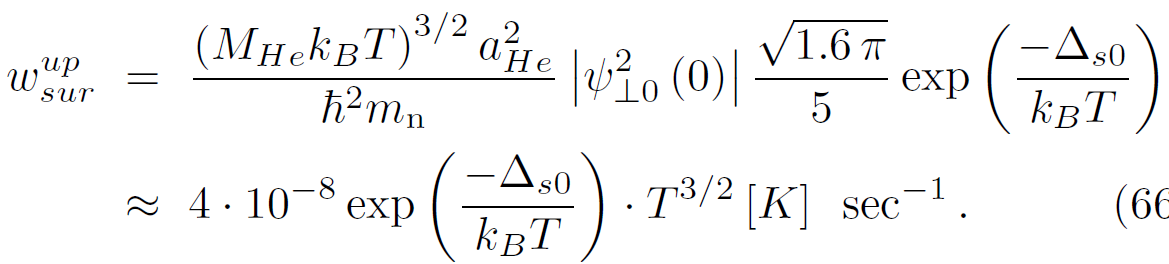 w_{sur}^{up} = \frac{(M_{He} k_B T)^{3/2} a_{He}^2}{\hbar^2 m_n} |\psi_{\perp 0}^2 (0)| \frac{\sqrt{1.6 \pi}}{5} \exp\left(\frac{-\Delta_{s0}}{k_B T}\right)
\approx 4 \cdot 10^{-8} \exp\left(\frac{-\Delta_{s0}}{k_B T}\right) \cdot T^{3/2} [K] sec^{-1} . (66